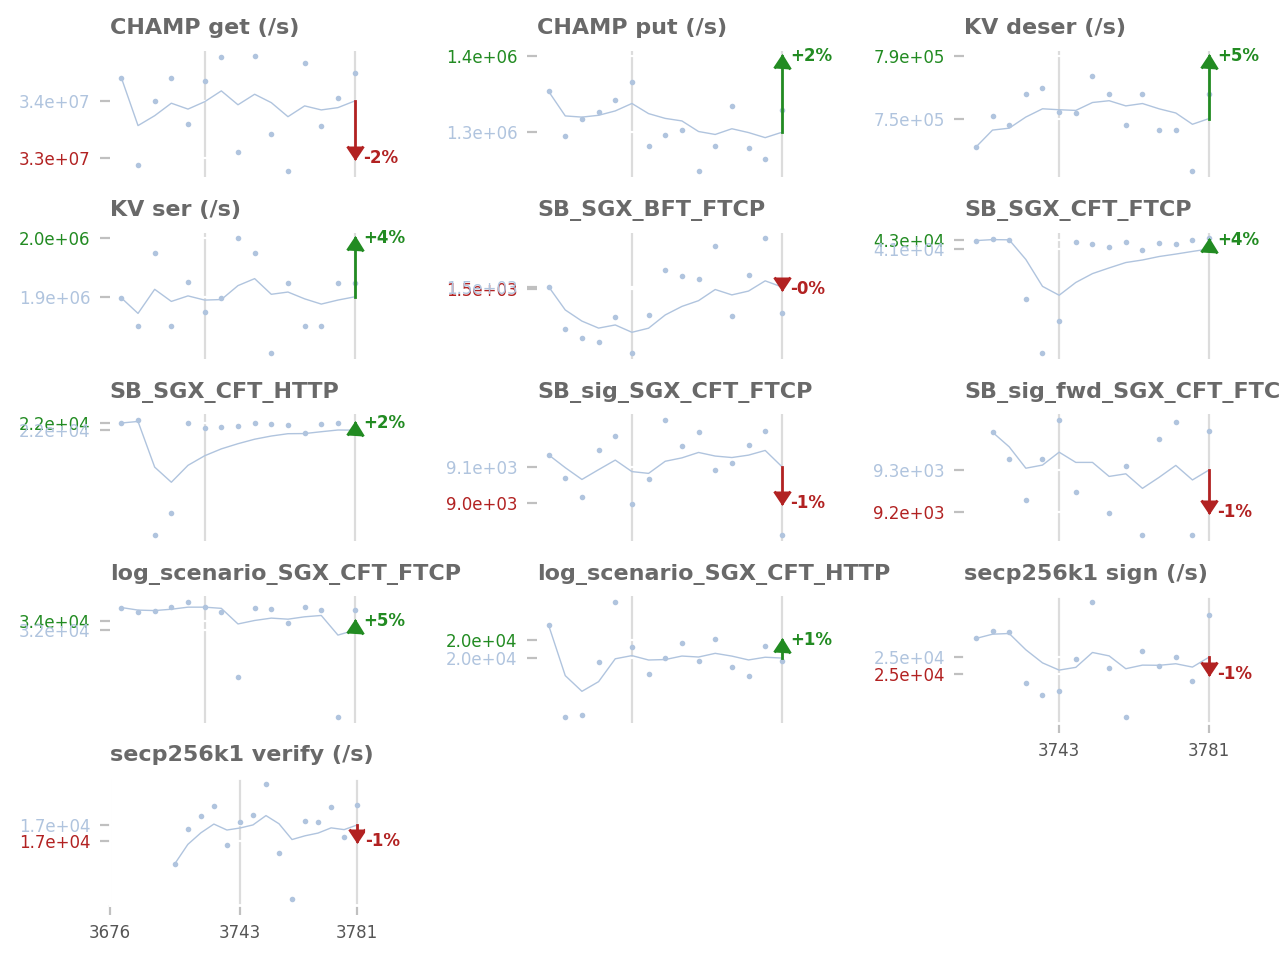 CHAMP get (/s)
3.4e+07
3.3e+07
-2%
CHAMP put (/s)
1.4e+06
1.3e+06
+2%
KV deser (/s)
7.9e+05
7.5e+05
+5%
KV ser (/s)
2.0e+06
1.9e+06
+4%
SB_SGX_BFT_FTCP
1.5e+03
-0%
SB_SGX_CFT_FTCP
4.3e+04
4.1e+04
+4%
SB_SGX_CFT_HTTP
2.2e+04
2.2e+04
+2%
SB_sig_SGX_CFT_FTCP
9.1e+03
9.0e+03
-1%
SB_sig_fwd_SGX_CFT_FTC
9.3e+03
9.2e+03
-1%
log_scenario_SGX_CFT_FTCP
3.4e+04
3.2e+04
+5%
log_scenario_SGX_CFT_HTTP
2.0e+04
2.0e+04
+1%
secp256k1 sign (/s)
2.5e+04
2.5e+04
-1%
3743
3781
secp256k1 verify (/s)
1.7e+04
1.7e+04
-1%
3676
3743
3781